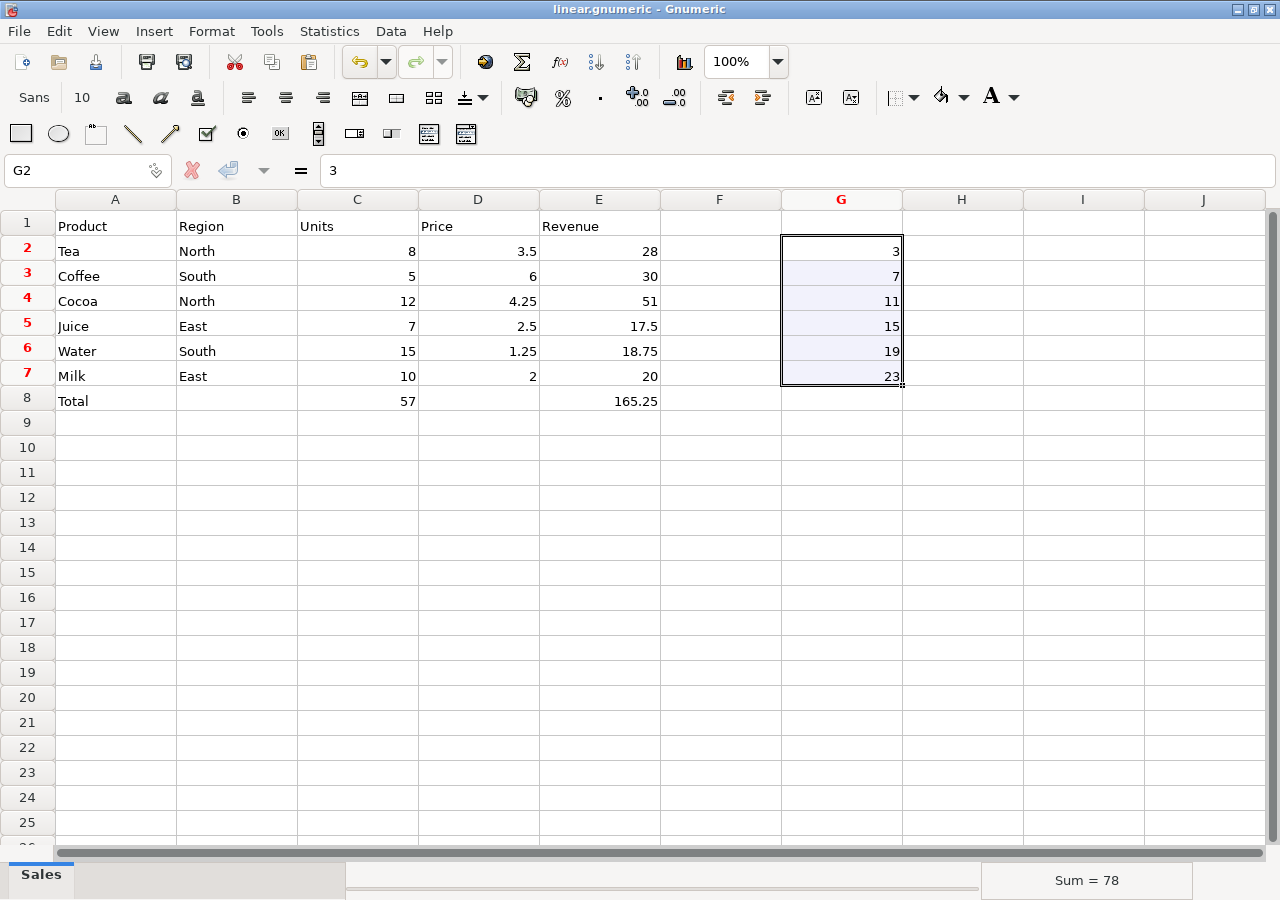 linear.gnumeric - Gnumeric
File Edit View Insert Format Tools Statistics Data Help
f(x) 100%
Sans 10 a a a % +0 .00 .00 -0 A A A
OK
G2 3
A B C D E F G H I J
1 Product Region Units Price Revenue
2 Tea North 8 3.5 28 3
3 Coffee South 5 6 30 7
4 Cocoa North 12 4.25 51 11
5 Juice East 7 2.5 17.5 15
6 Water South 15 1.25 18.75 19
7 Milk East 10 2 20 23
8 Total 57 165.25
9
10
11
12
13
14
15
16
17
18
19
20
21
22
23
24
25
Sales Sum = 78